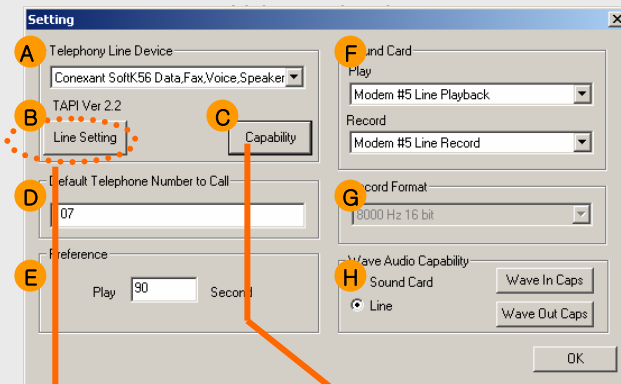 Setting
A Telephony Line Device
Conexant SoftK56 Data,Fax,Voice,Speaker
TAPI Ver 2.2
B Line Setting
C Capability
D Default Telephone Number to Call
07
E Preference
Play 90 Second
F und Card
Play
Modem #5 Line Playback
Record
Modem #5 Line Record
G ecord Format
8000 Hz 16 bit
H Wave Audio Capability
Sound Card
Wave In Caps
Line
Wave Out Caps
OK